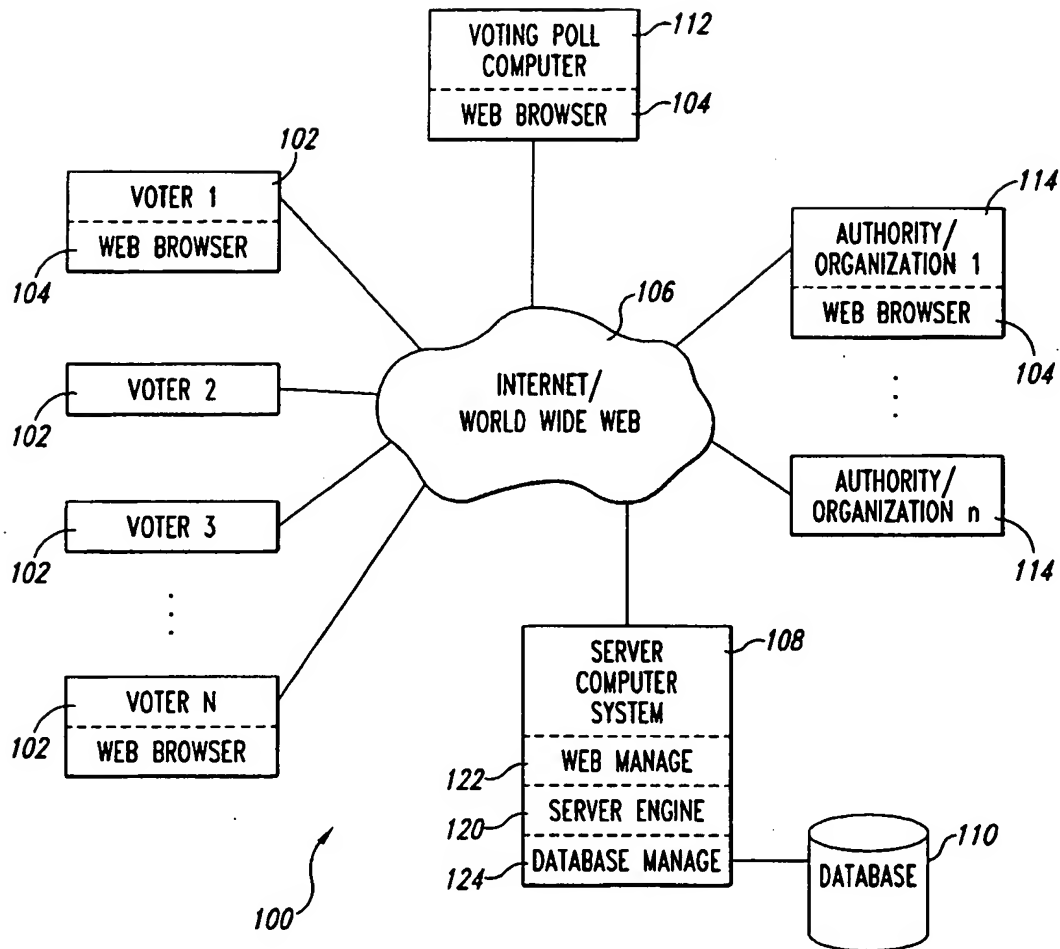 VOTING POLL
COMPUTER
112
WEB BROWSER
104
102
VOTER 1
WEB BROWSER
104
114
AUTHORITY/
ORGANIZATION 1
WEB BROWSER
104
106
INTERNET/
WORLD WIDE WEB
VOTER 2
102
VOTER 3
102
AUTHORITY/
ORGANIZATION n
114
VOTER N
102
WEB BROWSER
108
SERVER
COMPUTER
SYSTEM
122
WEB MANAGE
120
SERVER ENGINE
124
DATABASE MANAGE
110
DATABASE
100